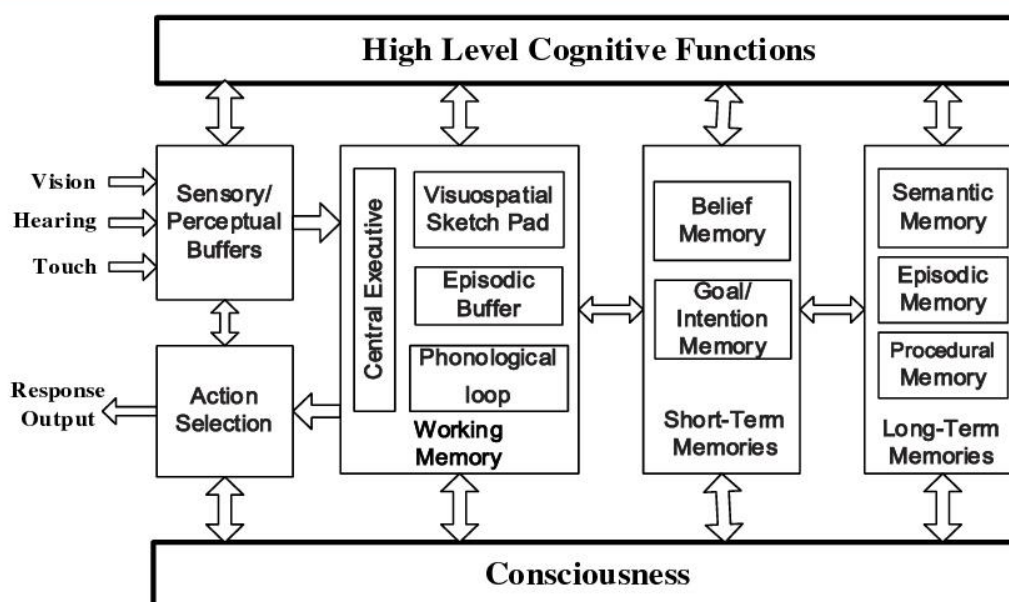 High Level Cognitive Functions
Vision
Hearing
Touch
Sensory/
Perceptual
Buffers
Response
Output
Action
Selection
Central Executive
Visuospatial
Sketch Pad
Episodic
Buffer
Phonological
loop
Working
Memory
Belief
Memory
Goal/
Intention
Memory
Short-Term
Memories
Semantic
Memory
Episodic
Memory
Procedural
Memory
Long-Term
Memories
Consciousness